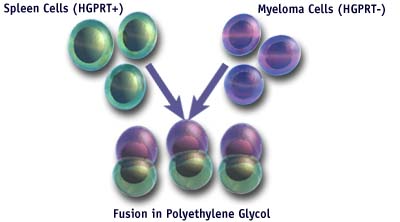 Spleen Cells (HGPRT+)
Myeloma Cells (HGPRT-)
Fusion in Polyethylene Glycol